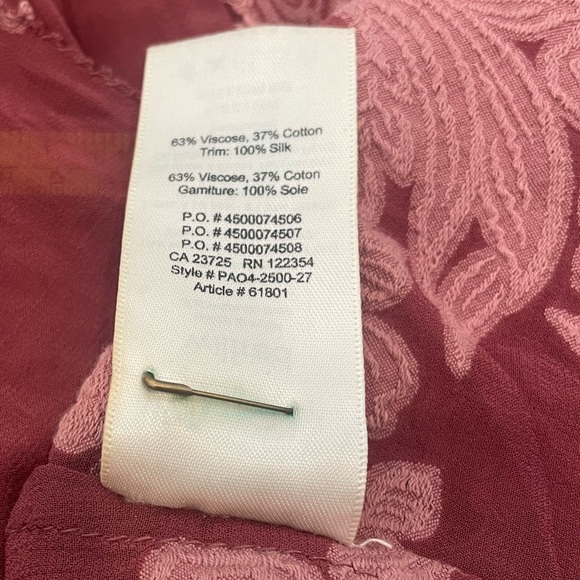 63% Viscose, 37% Cotton
Trim: 100% Silk
63% Viscose, 37% Coton
Garniture: 100% Soie
P.O. # 4500074506
P.O. # 4500074507
P.O. # 4500074508
CA 23725 RN 122354
Style # PAO4-2500-27
Article # 61801